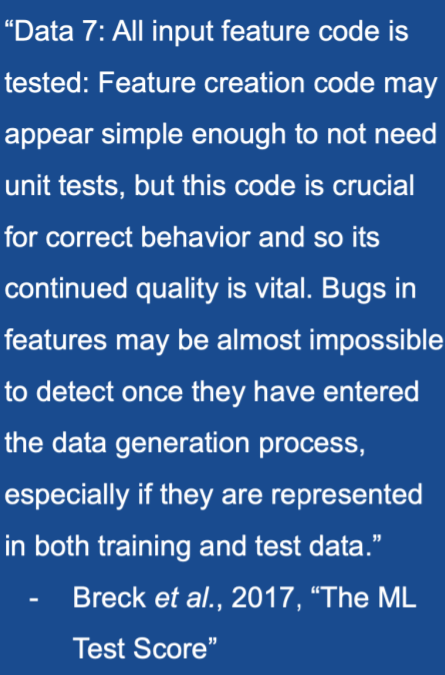 “Data 7: All input feature code is
tested: Feature creation code may
appear simple enough to not need
unit tests, but this code is crucial
for correct behavior and so its
continued quality is vital. Bugs in
features may be almost impossible
to detect once they have entered
the data generation process,
especially if they are represented
in both training and test data.”
- Breck et al., 2017, “The ML
Test Score”